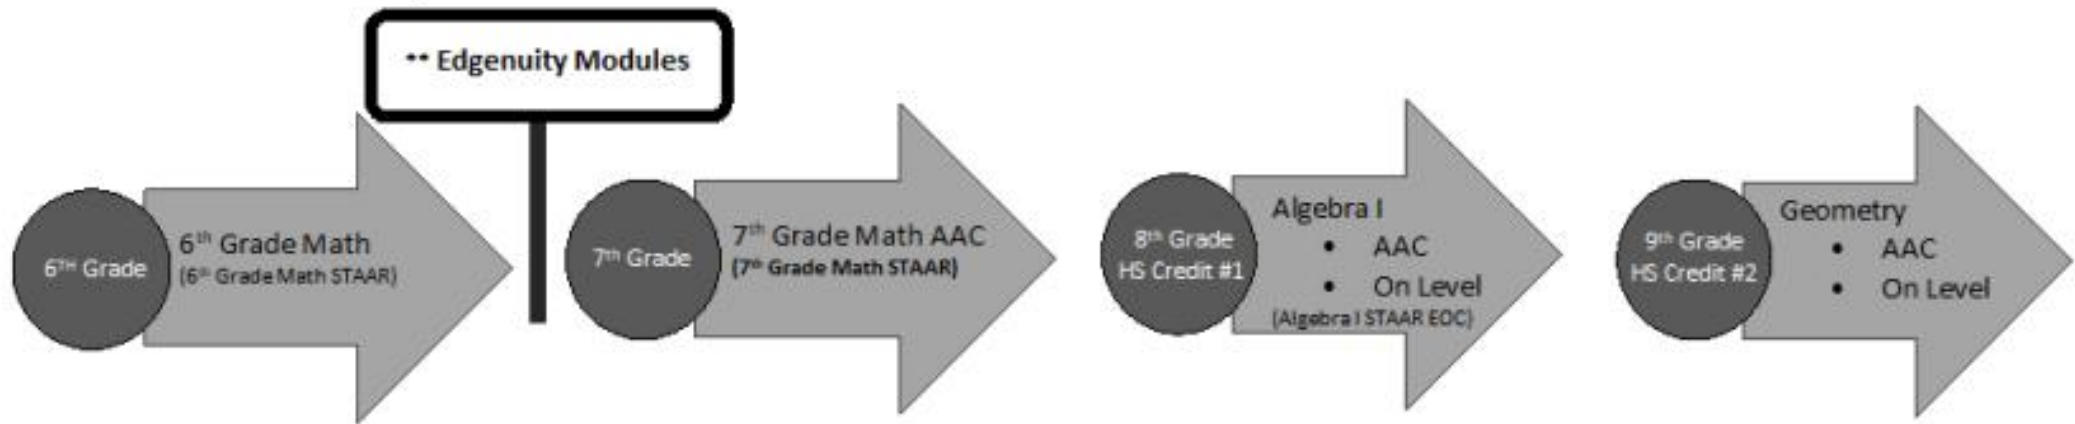 ** Edgenuity Modules
6TH Grade
6th Grade Math
(6th Grade Math STAAR)
7th Grade
7th Grade Math AAC
(7th Grade Math STAAR)
8th Grade
HS Credit #1
Algebra I
• AAC
• On Level
(Algebra I STAAR EOC)
9th Grade
HS Credit #2
Geometry
• AAC
• On Level